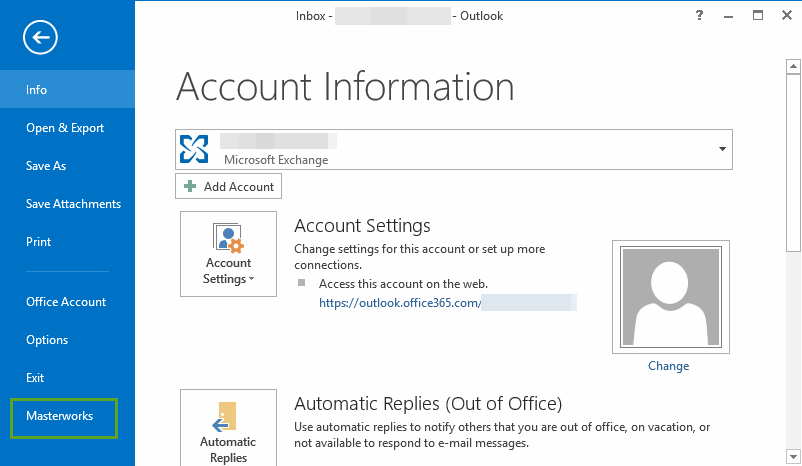 Inbox - - Outlook
?
Info
Open & Export
Save As
Save Attachments
Print
Office Account
Options
Exit
Masterworks
Account Information
Microsoft Exchange
Add Account
Account
Settings
Account Settings
Change settings for this account or set up more
connections.
Access this account on the web.
https://outlook.office365.com/
Change
Automatic
Replies
Automatic Replies (Out of Office)
Use automatic replies to notify others that you are out of office, on vacation, or
not available to respond to e-mail messages.